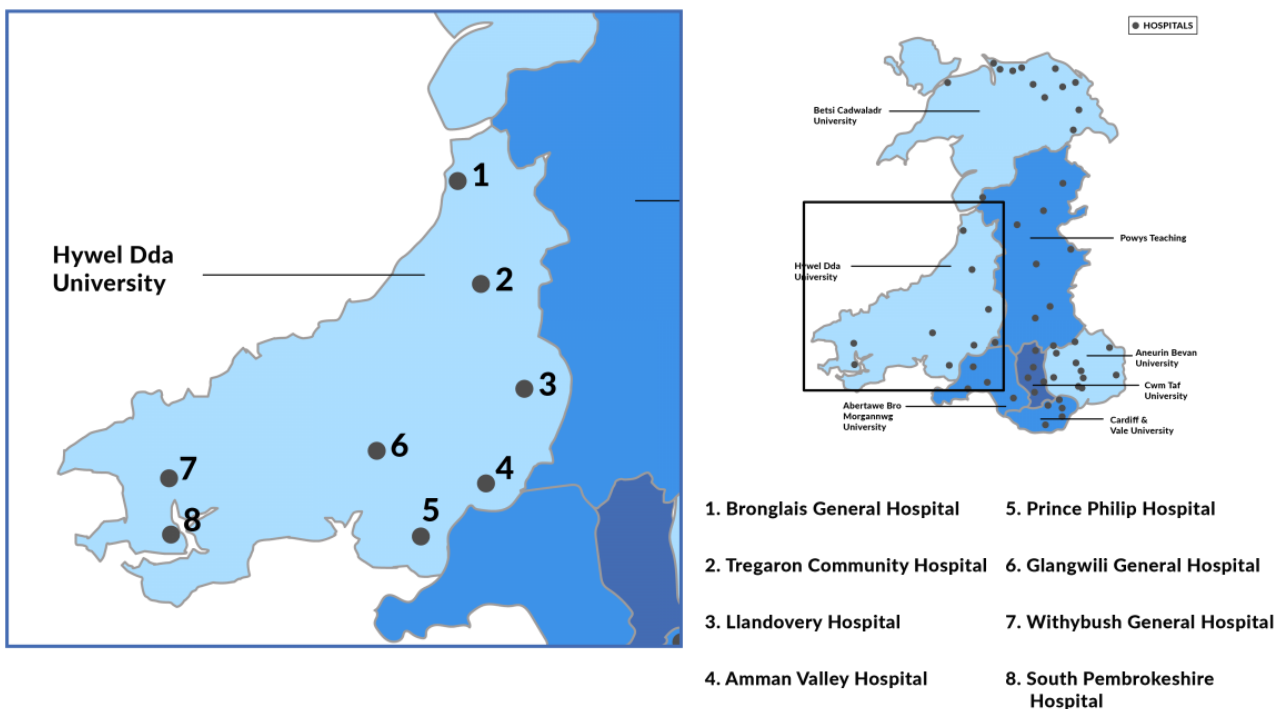 1
Hywel Dda
University
2
3
6
7
4
5
8
HOSPITALS
Betsi Cadwaladr
University
Powys Teaching
Hywel Dda
University
Aneurin Bevan
University
Cwm Taf
University
Abertawe Bro
Morgannwg
University
Cardiff &
Vale University
1. Bronglais General Hospital
2. Tregaron Community Hospital
3. Llandovery Hospital
4. Amman Valley Hospital
5. Prince Philip Hospital
6. Glangwili General Hospital
7. Withybush General Hospital
8. South Pembrokeshire
Hospital